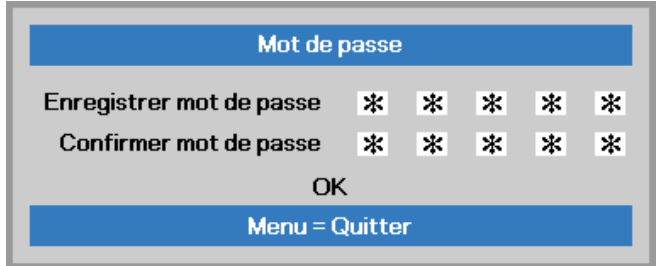 Mot de passe
Enregistrer mot de passe * * * * *
Confirmer mot de passe * * * * *
OK
Menu = Quitter